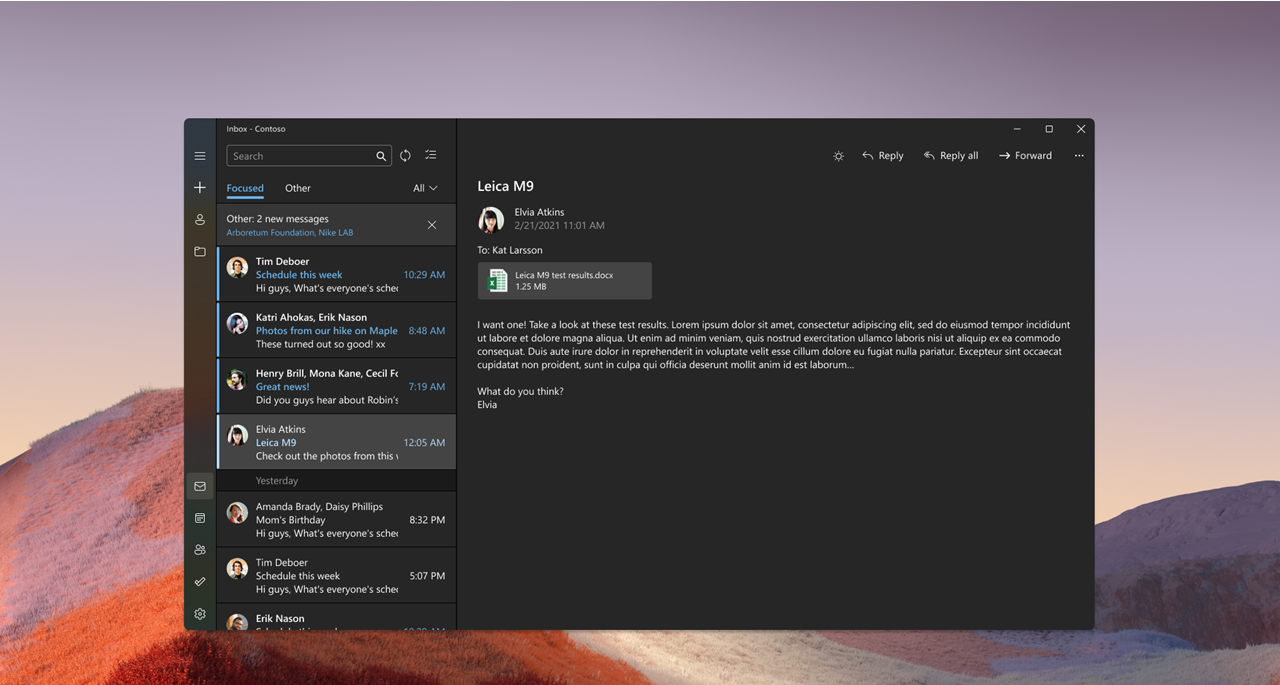 Inbox - Contoso
Search
Focused
Other
All
Other: 2 new messages
Arboretum Foundation, Nike LAB
Tim Deboer
Schedule this week
10:29 AM
Hi guys, What's everyone's sched
Katri Ahokas, Erik Nason
Photos from our hike on Maple
8:48 AM
These turned out so good! xx
Henry Brill, Mona Kane, Cecil Fo
Great news!
7:19 AM
Did you guys hear about Robin's
Elvia Atkins
Leica M9
12:05 AM
Check out the photos from this
Yesterday
Amanda Brady, Daisy Phillips
Mom's Birthday
8:32 PM
Hi guys, What's everyone's sched
Tim Deboer
Schedule this week
5:07 PM
Hi guys, What's everyone's sched
Erik Nason
Reply
Reply all
Forward
Leica M9
Elvia Atkins
2/21/2021 11:01 AM
To: Kat Larsson
Leica M9 test results.docx
1.25 MB
I want one! Take a look at these test results. Lorem ipsum dolor sit amet, consectetur adipiscing elit, sed do eiusmod tempor incididunt
ut labore et dolore magna aliqua. Ut enim ad minim veniam, quis nostrud exercitation ullamco laboris nisi ut aliquip ex ea commodo
consequat. Duis aute irure dolor in reprehenderit in voluptate velit esse cillum dolore eu fugiat nulla pariatur. Excepteur sint occaecat
cupidatat non proident, sunt in culpa qui officia deserunt mollit anim id est laborum...
What do you think?
Elvia